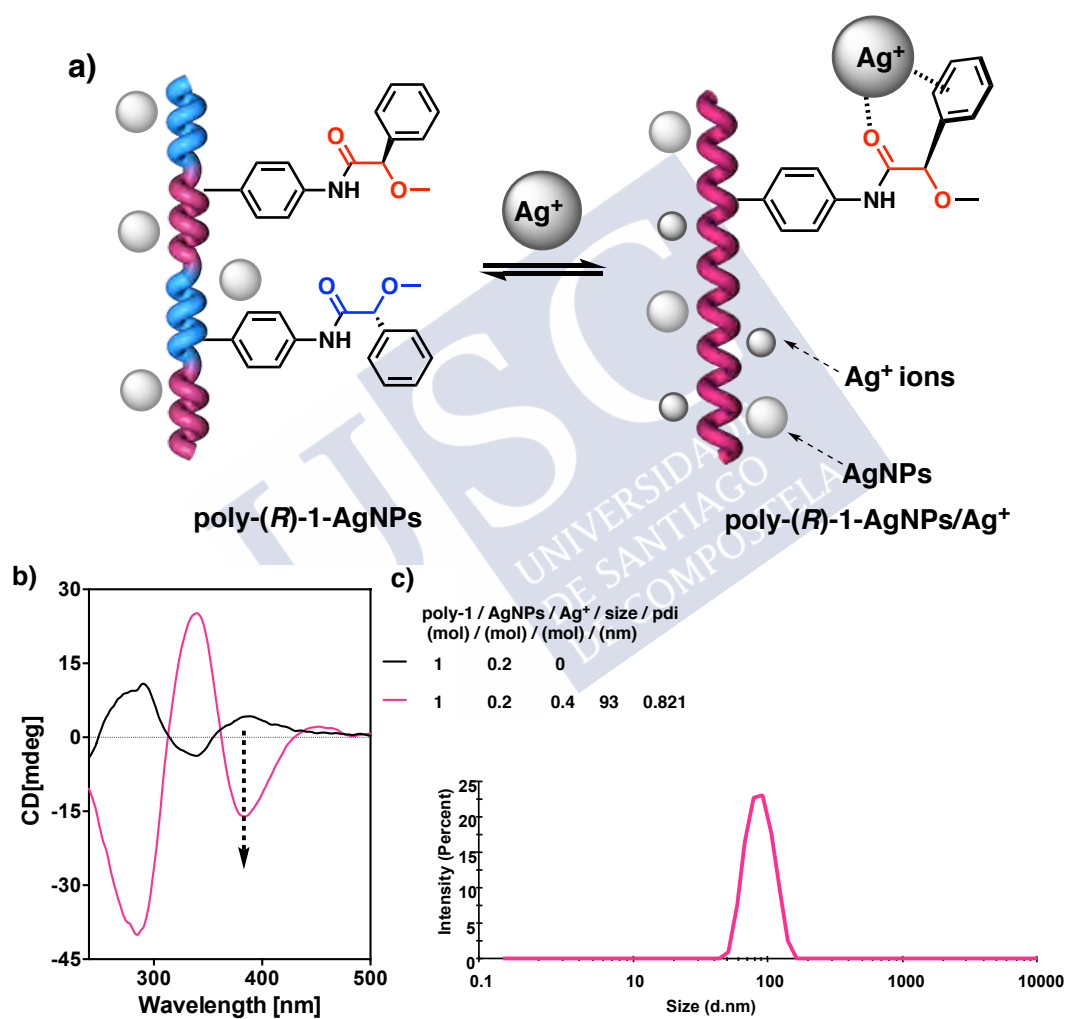 a)
Ag+
O
NH
O
Ag+
O
NH
O
O
O
NH
Ag+ ions
AgNPs
poly-(R)-1-AgNPs
poly-(R)-1-AgNPs/Ag+
USC
UNIVERSIDADE
DE SANTIAGO
DE COMPOSTELA
b)
30
15
0
-15
-30
-45
CD[mdeg]
300 400 500
Wavelength [nm]
c)
poly-1 / AgNPs / Ag+ / size / pdi
(mol) / (mol) / (mol) / (nm)
1 0.2 0
1 0.2 0.4 93 0.821
25
20
15
10
5
0
Intensity (Percent)
0.1 10 100 1000 10000
Size (d.nm)